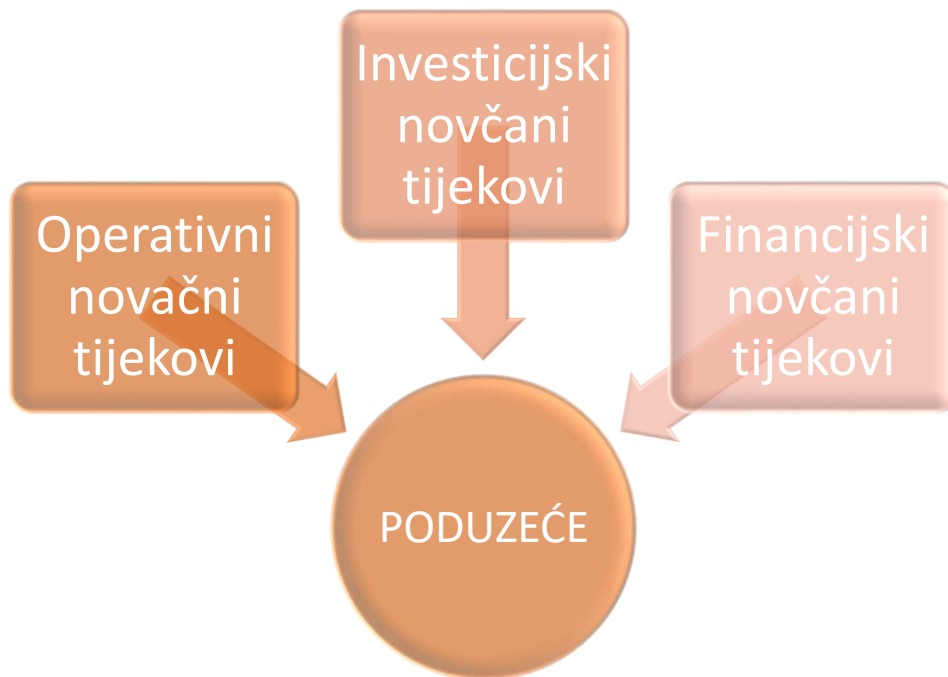 Operativni
novačni
tijekovi
Investicijski
novčani
tijekovi
Financijski
novčani
tijekovi
PODUZEĆE